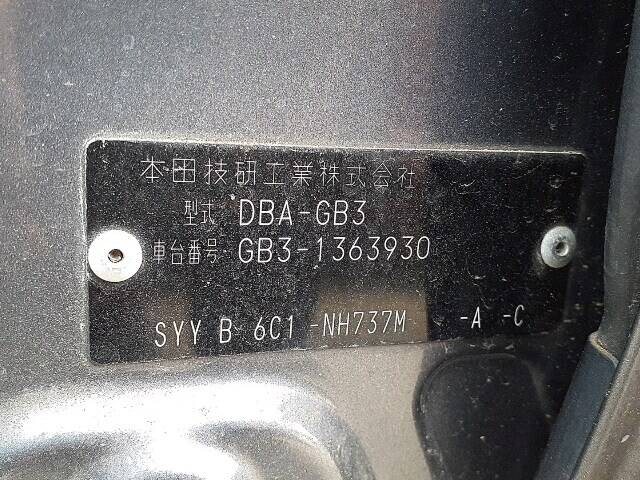 本田技研工業株式会社
型式 DBA-GB3
車台番号 GB3-1363930
SYY B 6C1 -NH737M- -A -C